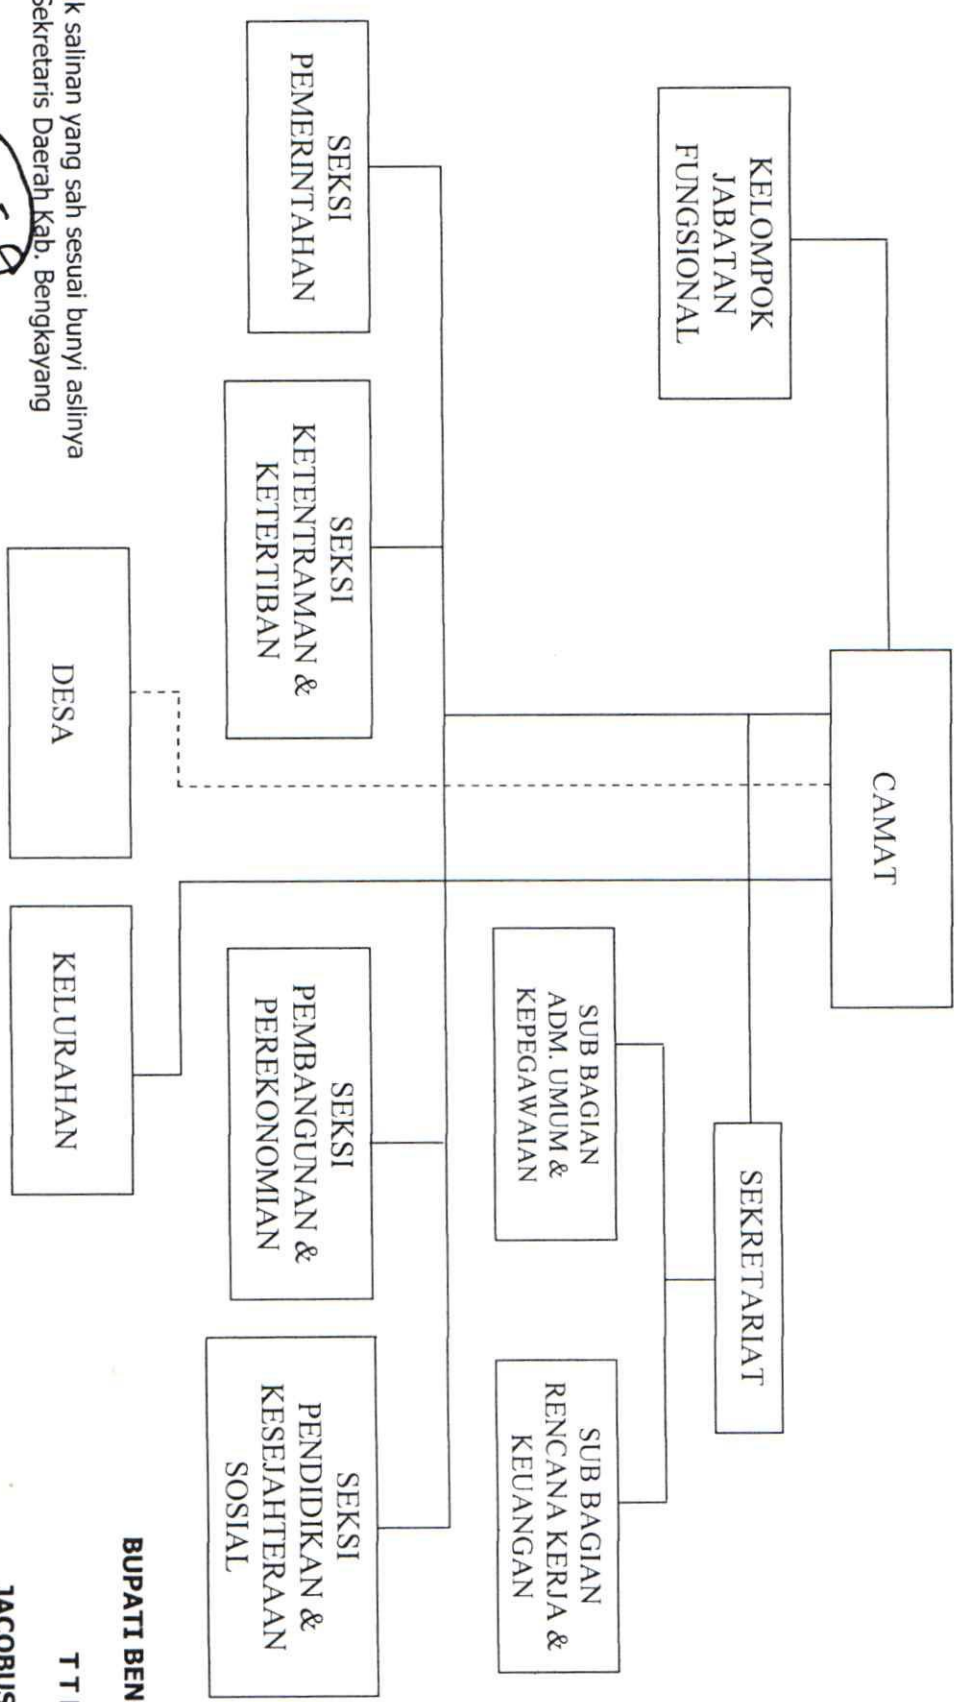 CAMAT
KELOMPOK
JABATAN
FUNGSIONAL
SEKRETARIAT
SUB BAGIAN
ADM. UMUM &
KEPEGAWAIAN
SUB BAGIAN
RENCANA KERJA &
KEUANGAN
SEKSI
PEMERINTAHAN
SEKSI
KETENTRAMAN &
KETERTIBAN
SEKSI
PEMBANGUNAN &
PEREKONOMIAN
SEKSI
PENDIDIKAN &
KESEJAHTERAAN
SOSIAL
DESA
KELURAHAN
BUPATI BEN
k salinan yang sah sesuai bunyi aslinya
T T
Sekretaris Daerah Kab. Bengkayang
JACOBUS